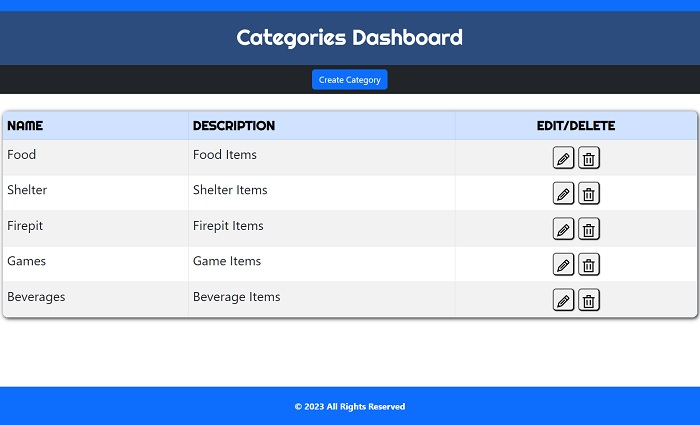 Categories Dashboard
Create Category
NAME DESCRIPTION EDIT/DELETE
Food Food Items
Shelter Shelter Items
Firepit Firepit Items
Games Game Items
Beverages Beverage Items
© 2023 All Rights Reserved